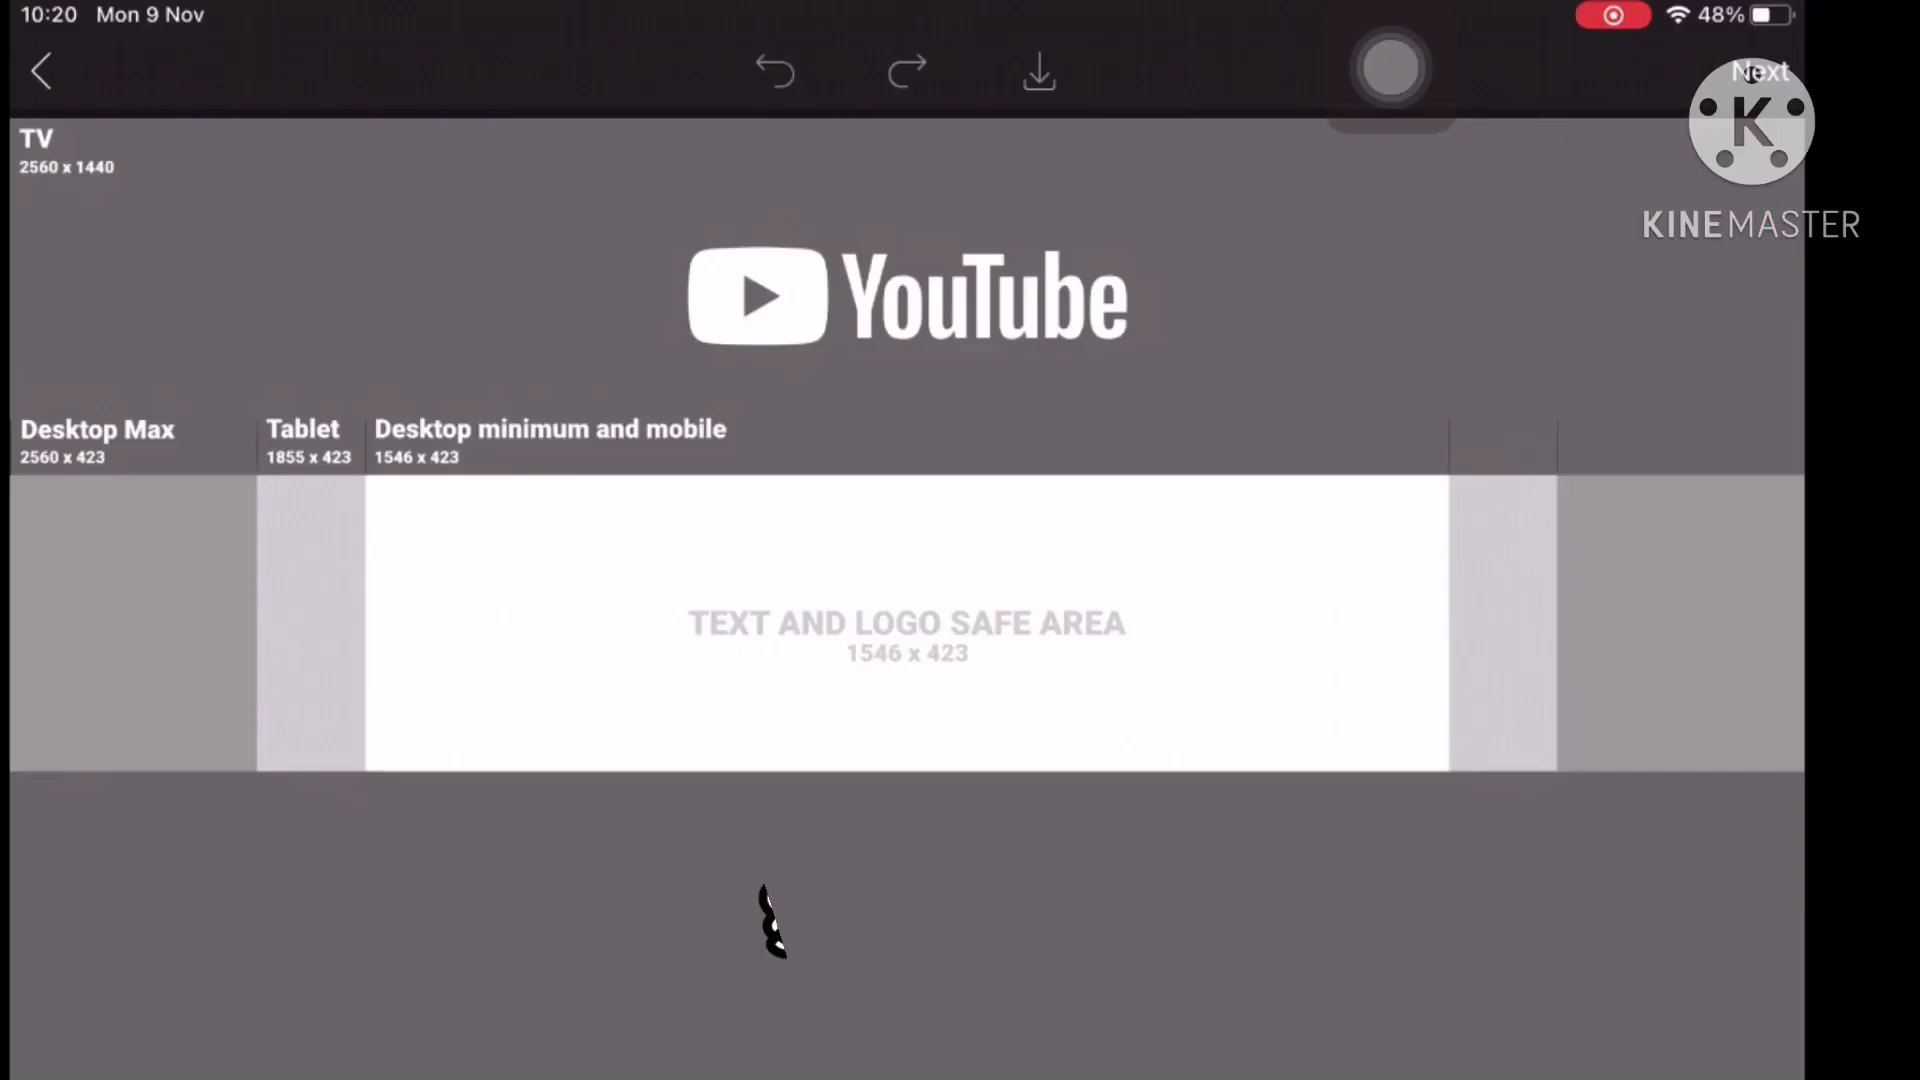 10:20 Mon 9 Nov
48%
Next
K
KINEMASTER
TV
2560 x 1440
YouTube
Desktop Max
2560 x 423
Tablet
1855 x 423
Desktop minimum and mobile
1546 x 423
TEXT AND LOGO SAFE AREA
1546 x 423